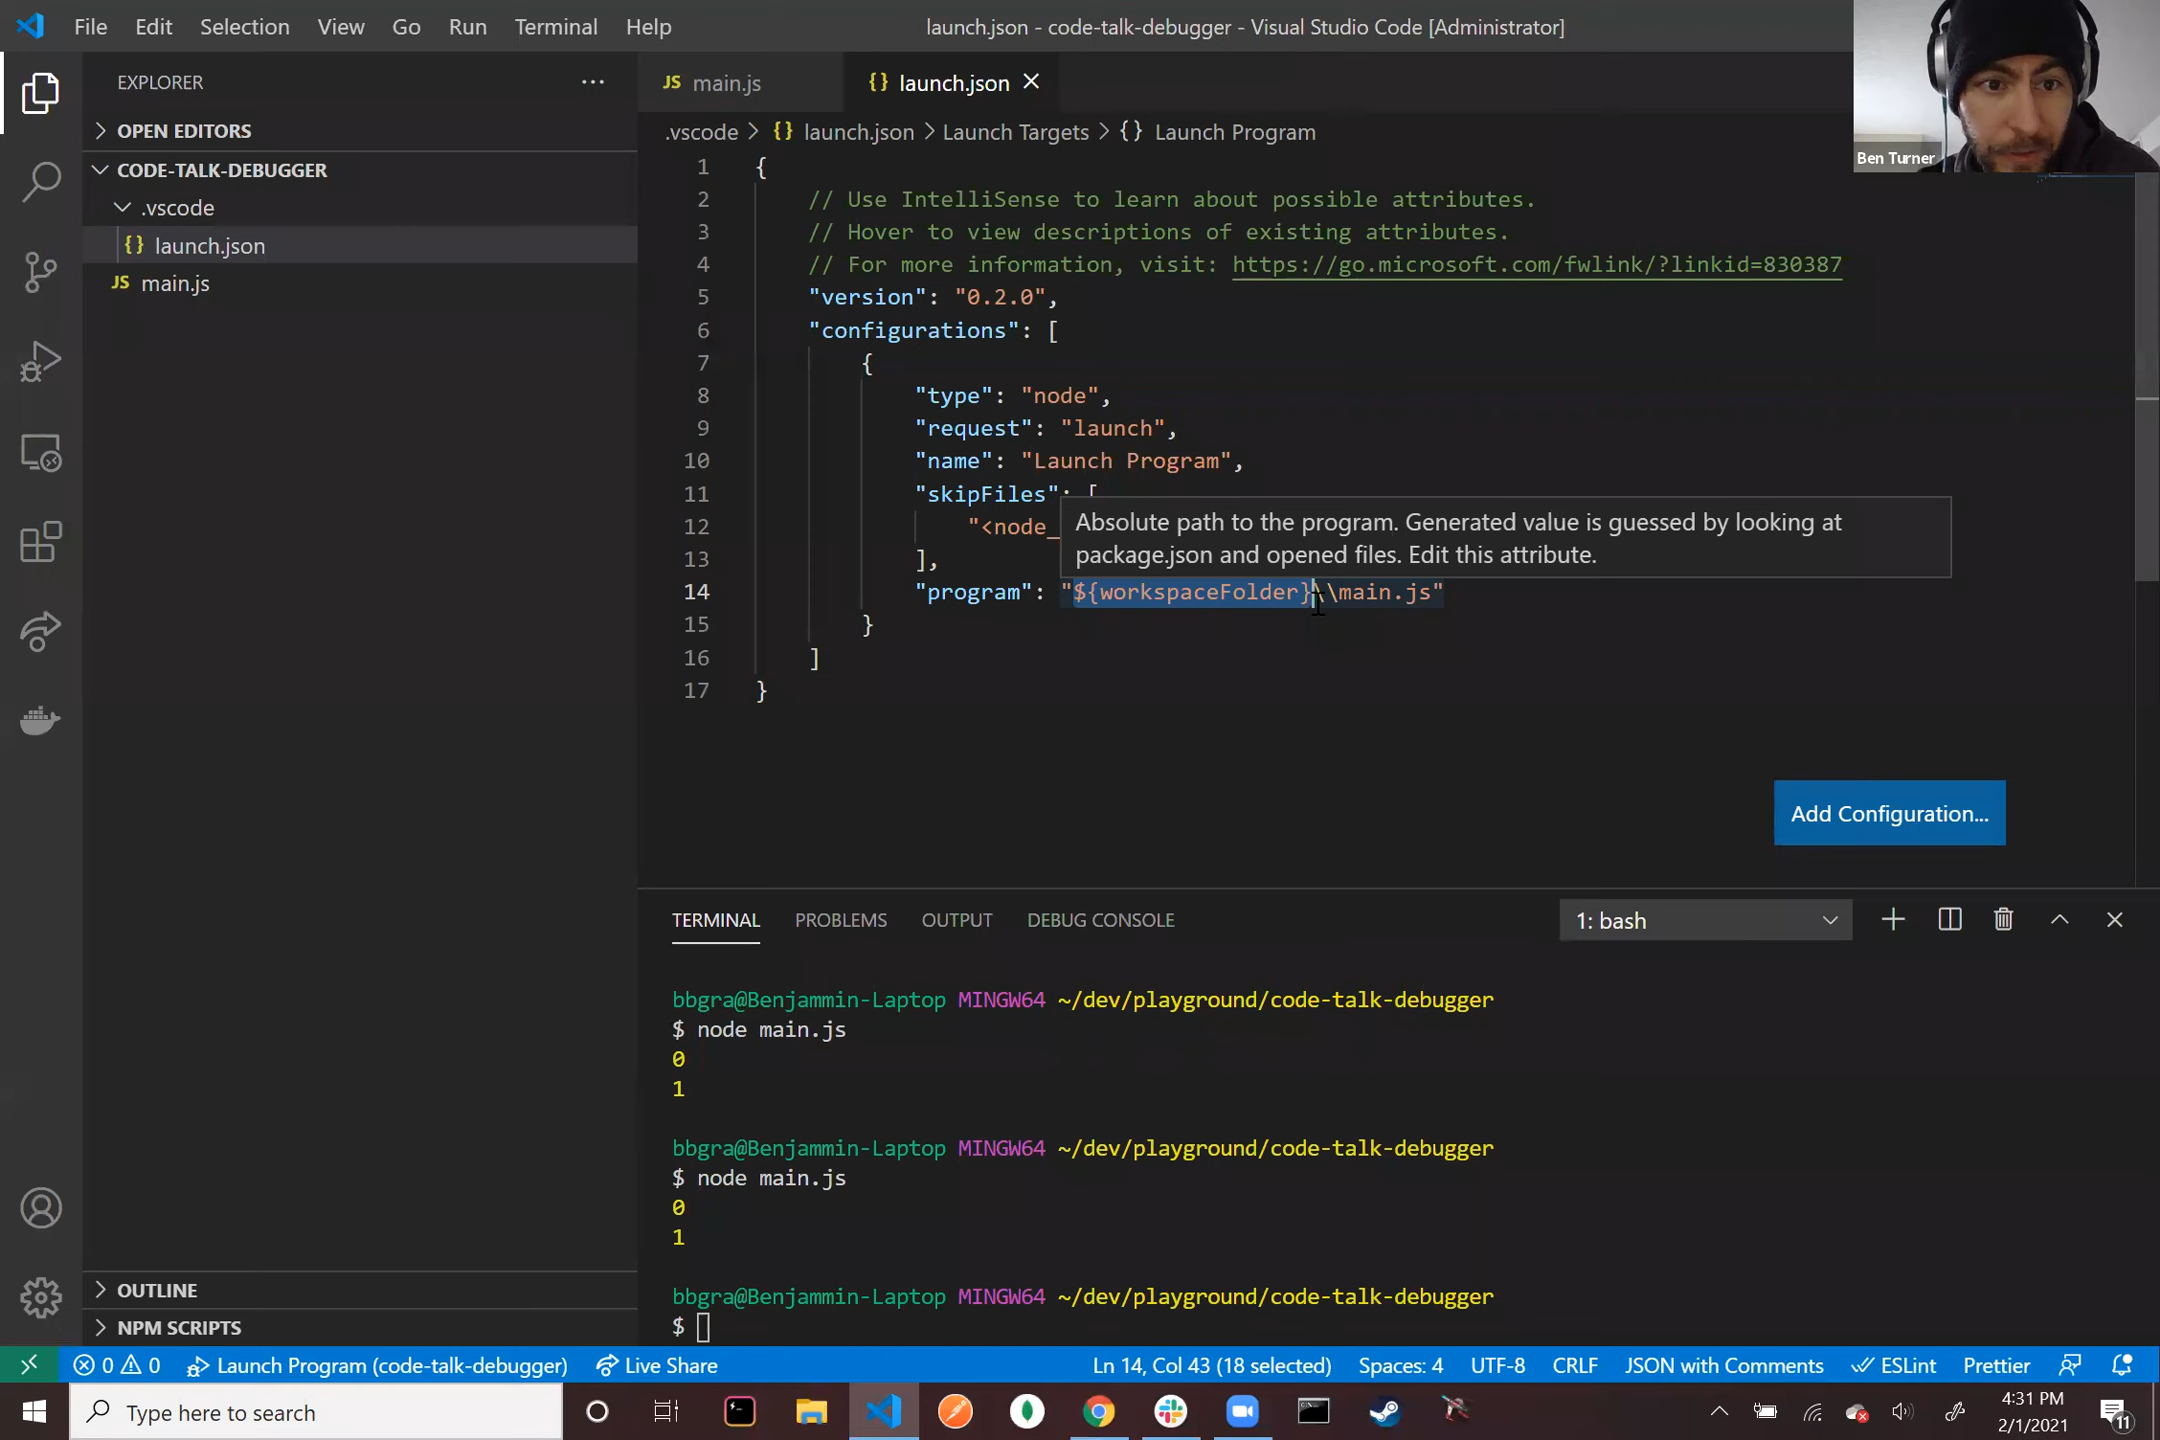 File Edit Selection View Go Run Terminal Help
launch.json - code-talk-debugger - Visual Studio Code [Administrator]
EXPLORER ...
OPEN EDITORS
CODE-TALK-DEBUGGER
.vscode
{} launch.json
JS main.js
OUTLINE
NPM SCRIPTS
JS main.js
{} launch.json
.vscode > {} launch.json > Launch Targets > {} Launch Program
Ben Turner
1 {
2 // Use IntelliSense to learn about possible attributes.
3 // Hover to view descriptions of existing attributes.
4 // For more information, visit: https://go.microsoft.com/fwlink/?linkid=830387
5 "version": "0.2.0",
6 "configurations": [
7 {
8 "type": "node",
9 "request": "launch",
10 "name": "Launch Program",
11 "skipFiles": [
12 "<node_
13 ],
Absolute path to the program. Generated value is guessed by looking at
package.json and opened files. Edit this attribute.
14 "program": "${workspaceFolder}\\main.js"
15 }
16 ]
17 }
Add Configuration...
TERMINAL PROBLEMS OUTPUT DEBUG CONSOLE
1: bash
bbgra@Benjammin-Laptop MINGW64 ~/dev/playground/code-talk-debugger
$ node main.js
0
1
bbgra@Benjammin-Laptop MINGW64 ~/dev/playground/code-talk-debugger
$ node main.js
0
1
bbgra@Benjammin-Laptop MINGW64 ~/dev/playground/code-talk-debugger
$
0 0 Launch Program (code-talk-debugger) Live Share
Ln 14, Col 43 (18 selected) Spaces: 4 UTF-8 CRLF JSON with Comments ESLint Prettier
Type here to search
4:31 PM
2/1/2021
11